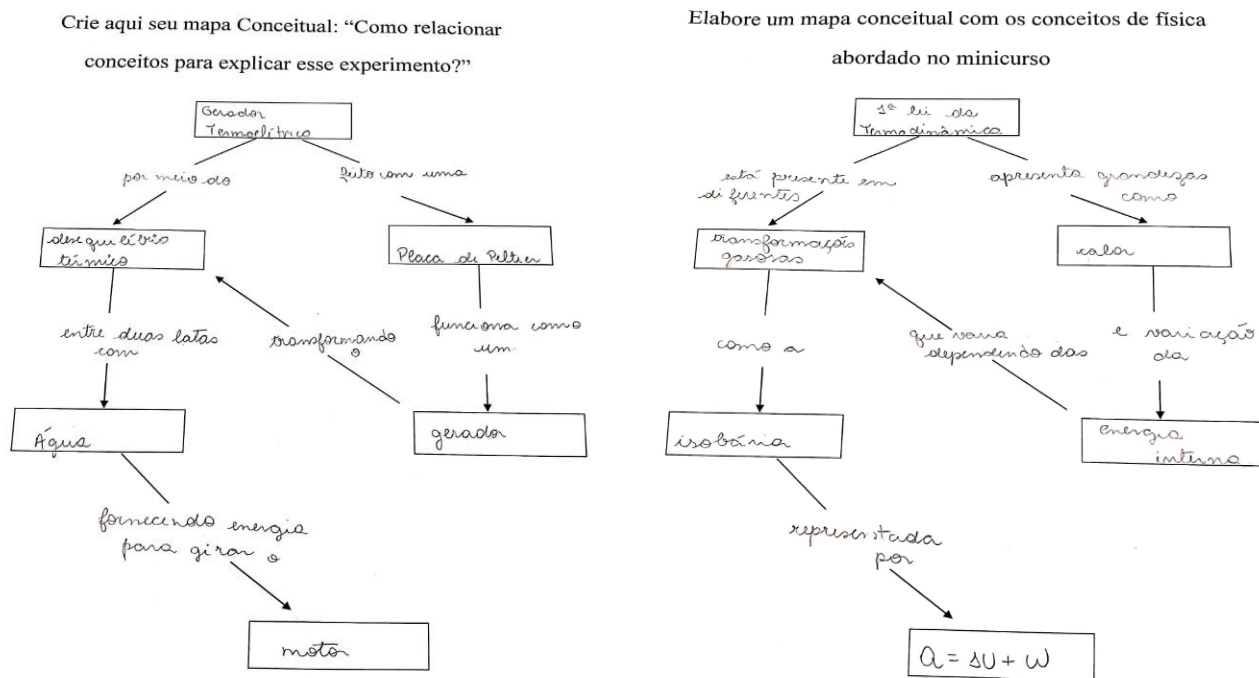 Crie aqui seu mapa Conceitual: “Como relacionar
conceitos para explicar esse experimento?”
Gerador
Termoelétrico
por meio do
feito com uma
desequilíbrio
térmico
Placa de Peltier
entre duas latas
com
transformando
o
funciona como
um
Água
gerador
fornecendo energia
para girar o
motor
Elabore um mapa conceitual com os conceitos de física
abordado no minicurso
1ª lei da
Termodinâmica
está presente em
diferentes
apresenta grandezas
como
transformações
gasosas
calor
como a
que varia
dependendo das
e variação
da
isobária
energia
interna.
representada
por
Q = ΔU + W